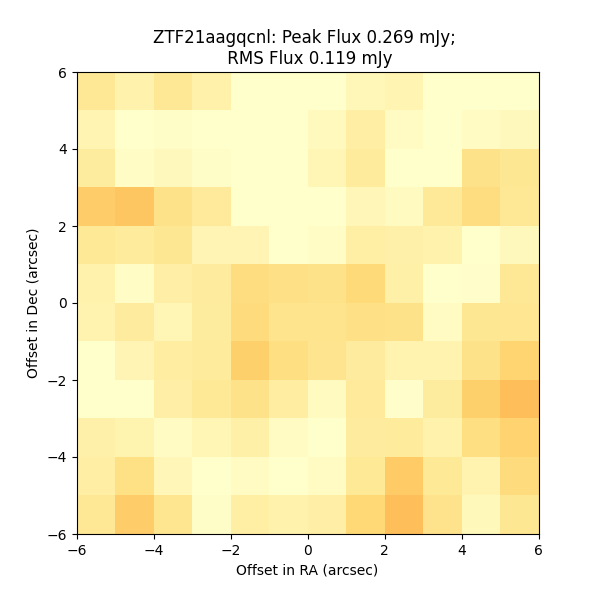 ZTF21aagqcnl: Peak Flux 0.269 mJy;
RMS Flux 0.119 mJy
6
4
2
0
−2
−4
−6
Offset in Dec (arcsec)
−6 −4 −2 0 2 4 6
Offset in RA (arcsec)